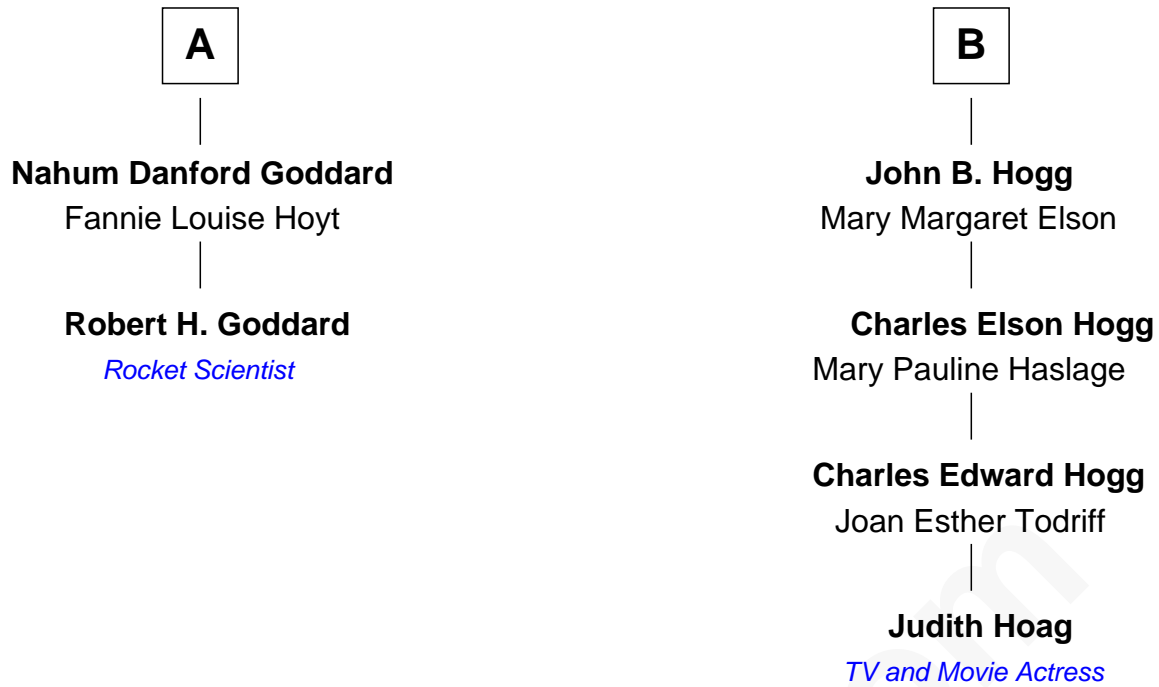 A
Nahum Danford Goddard
Fannie Louise Hoyt
Robert H. Goddard
Rocket Scientist
B
John B. Hogg
Mary Margaret Elson
Charles Elson Hogg
Mary Pauline Haslage
Charles Edward Hogg
Joan Esther Todriff
Judith Hoag
TV and Movie Actress